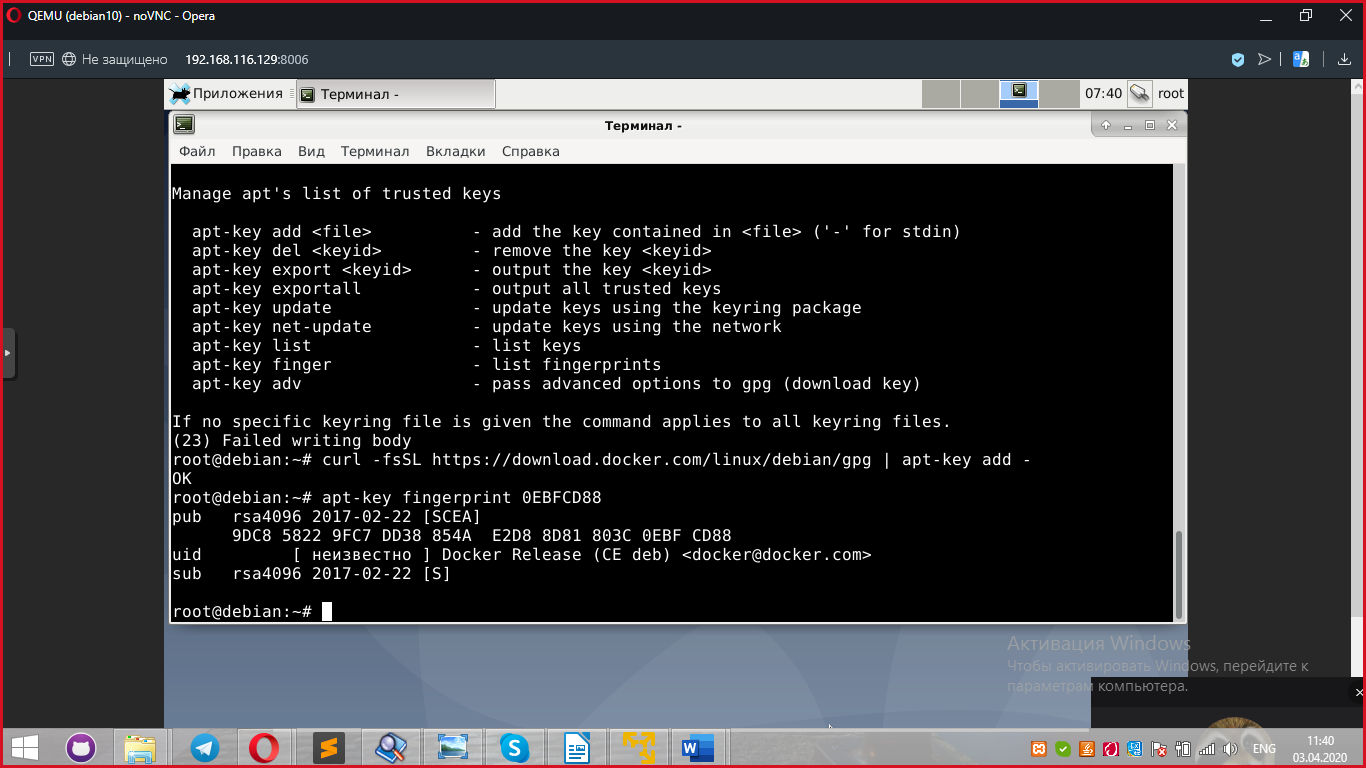 QEMU (debian10) - noVNC - Opera
VPN Не защищено 192.168.116.129:8006
Приложения Терминал - 07:40 root
Терминал -
Файл Правка Вид Терминал Вкладки Справка
Manage apt's list of trusted keys
apt-key add <file> - add the key contained in <file> ('-' for stdin)
apt-key del <keyid> - remove the key <keyid>
apt-key export <keyid> - output the key <keyid>
apt-key exportall - output all trusted keys
apt-key update - update keys using the keyring package
apt-key net-update - update keys using the network
apt-key list - list keys
apt-key finger - list fingerprints
apt-key adv - pass advanced options to gpg (download key)
If no specific keyring file is given the command applies to all keyring files.
(23) Failed writing body
root@debian:~# curl -fsSL https://download.docker.com/linux/debian/gpg | apt-key add -
OK
root@debian:~# apt-key fingerprint 0EBFCD88
pub rsa4096 2017-02-22 [SCEA]
9DC8 5822 9FC7 DD38 854A E2D8 8D81 803C 0EBF CD88
uid [ неизвестно ] Docker Release (CE deb) <docker@docker.com>
sub rsa4096 2017-02-22 [S]
root@debian:~#
Активация Windows
Чтобы активировать Windows, перейдите к
параметрам компьютера.
ENG 11:40
03.04.2020